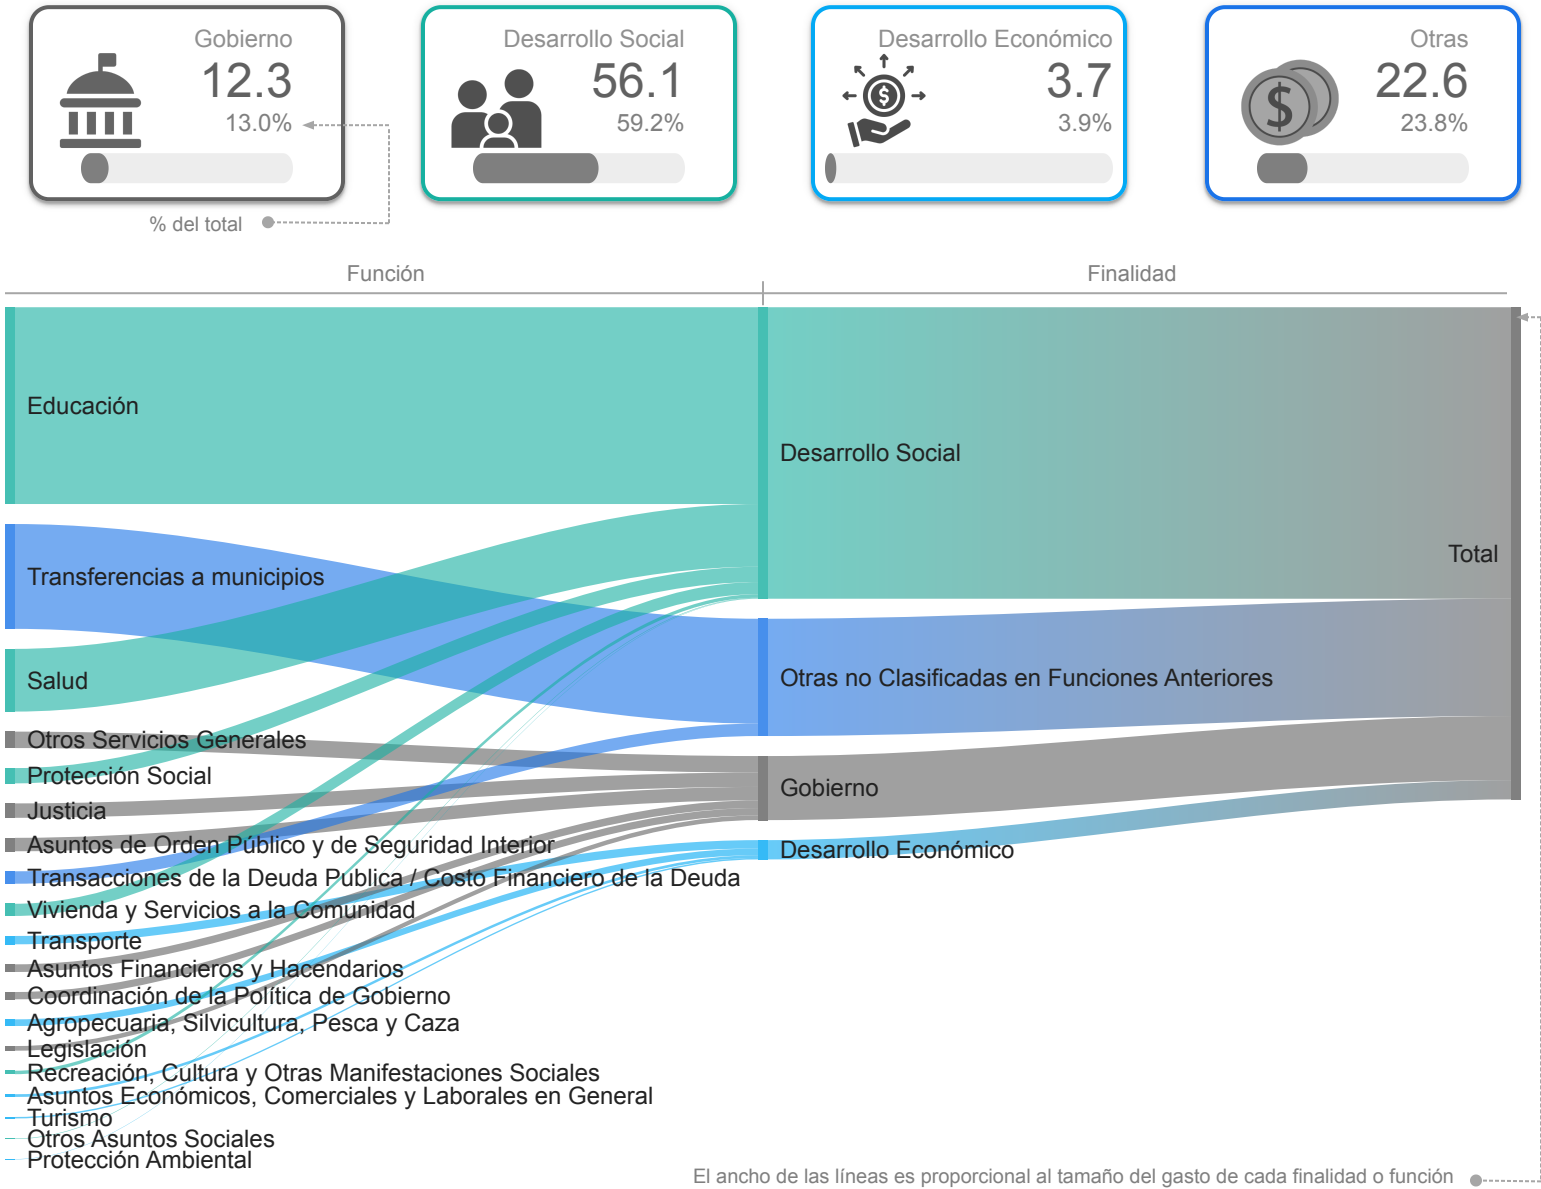 Gobierno
12.3
13.0%
Desarrollo Social
56.1
59.2%
Desarrollo Económico
3.7
3.9%
$
Otras
22.6
23.8%
$
% del total
Función
Finalidad
Educación
Transferencias a municipios
Salud
Otros Servicios Generales
Protección Social
Justicia
Asuntos de Orden Público y de Seguridad Interior
Transacciones de la Deuda Publica / Costo Financiero de la Deuda
Vivienda y Servicios a la Comunidad
Transporte
Asuntos Financieros y Hacendarios
Coordinación de la Política de Gobierno
Agropecuaria, Silvicultura, Pesca y Caza
Legislación
Recreación, Cultura y Otras Manifestaciones Sociales
Asuntos Económicos, Comerciales y Laborales en General
Turismo
Otros Asuntos Sociales
Protección Ambiental
Desarrollo Social
Otras no Clasificadas en Funciones Anteriores
Gobierno
Desarrollo Económico
Total
El ancho de las líneas es proporcional al tamaño del gasto de cada finalidad o función